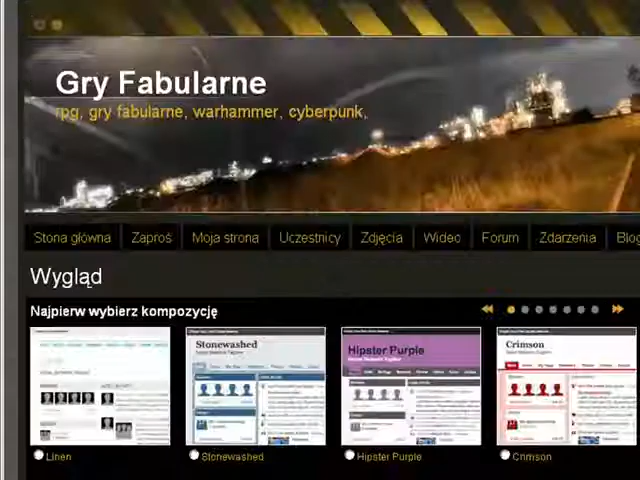 Gry Fabularne
rpg, gry fabularne, warhammer, cyberpunk,
Stona główna Zaproś Moja strona Uczestnicy Zdjęcia Wideo Forum Zdarzenia Blog
Wygląd
Najpierw wybierz kompozycję
Stonewashed Hipster Purple Crimson
Linen Stonewashed Hipster Purple Crimson